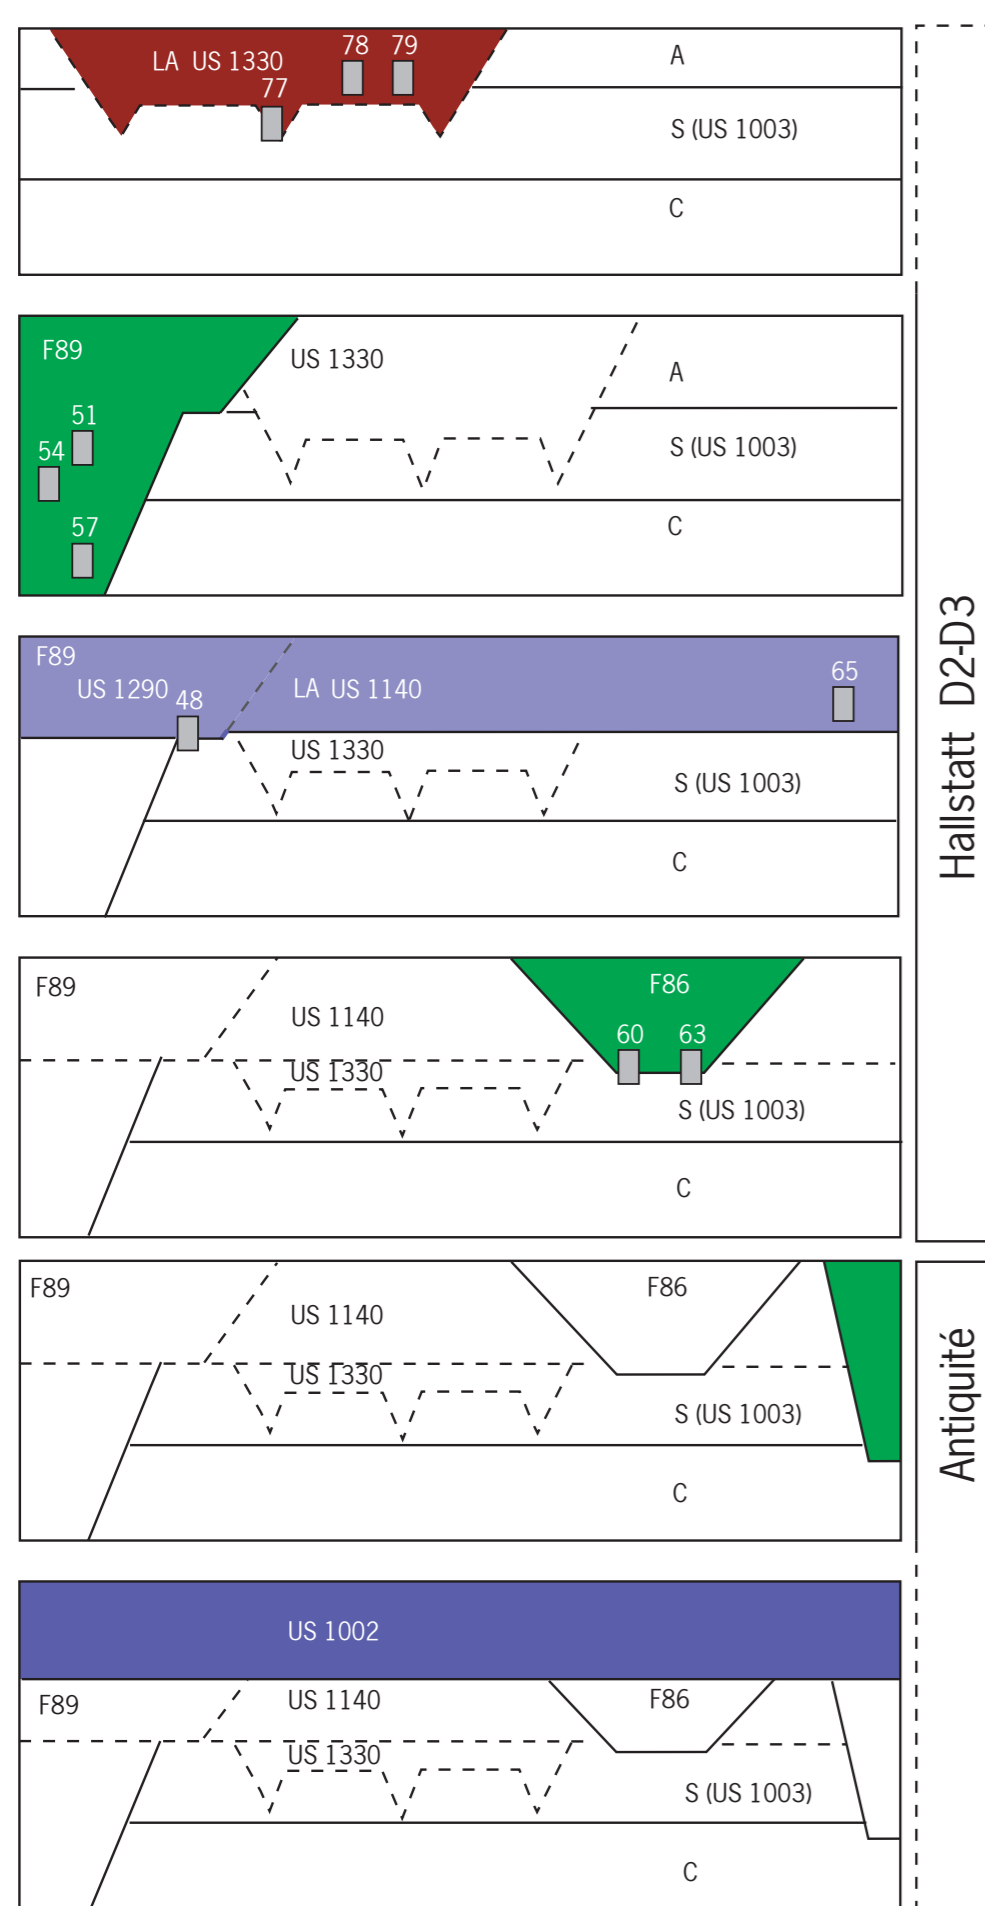 LA US 1330
78
79
77
A
S (US 1003)
C
F89
US 1330
A
51
54
S (US 1003)
57
C
F89
US 1290
48
LA US 1140
65
US 1330
S (US 1003)
C
F89
US 1140
F86
60
63
US 1330
S (US 1003)
C
Hallstatt D2-D3
F89
US 1140
F86
US 1330
S (US 1003)
C
Antiquité
US 1002
F89
US 1140
F86
US 1330
S (US 1003)
C